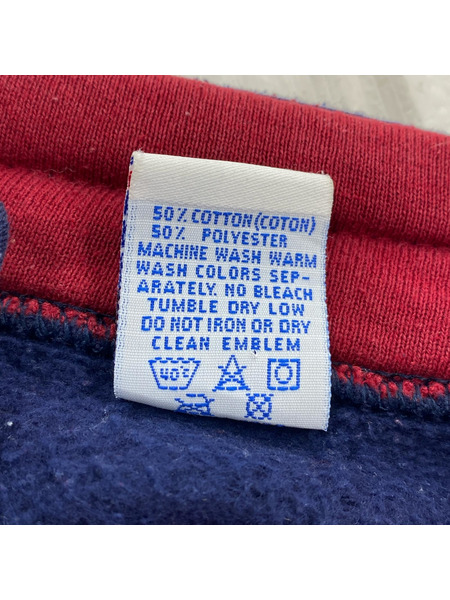 50% COTTON (COTON)
50% POLYESTER
MACHINE WASH WARM
WASH COLORS SEP-
ARATELY. NO BLEACH
TUMBLE DRY LOW
DO NOT IRON OR DRY
CLEAN EMBLEM
40°C